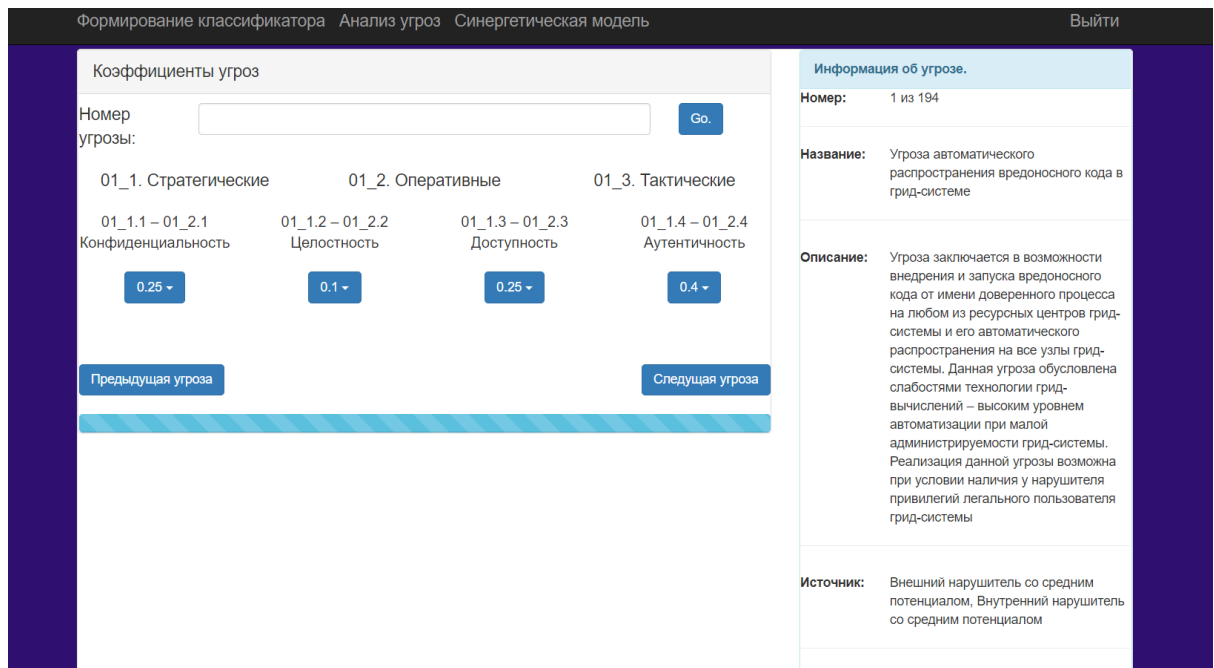 Формирование классификатора Анализ угроз Синергетическая модель Выйти
Коэффициенты угроз
Номер
угрозы:
Go.
01_1. Стратегические 01_2. Оперативные 01_3. Тактические
01_1.1 – 01_2.1 01_1.2 – 01_2.2 01_1.3 – 01_2.3 01_1.4 – 01_2.4
Конфиденциальность Целостность Доступность Аутентичность
0.25 0.1 0.25 0.4
Предыдущая угроза Следущая угроза
Информация об угрозе.
Номер: 1 из 194
Название: Угроза автоматического
распространения вредоносного кода в
грид-системе
Описание: Угроза заключается в возможности
внедрения и запуска вредоносного
кода от имени доверенного процесса
на любом из ресурсных центров грид-
системы и его автоматического
распространения на все узлы грид-
системы. Данная угроза обусловлена
слабостями технологии грид-
вычислений – высоким уровнем
автоматизации при малой
администрируемости грид-системы.
Реализация данной угрозы возможна
при условии наличия у нарушителя
привилегий легального пользователя
грид-системы
Источник: Внешний нарушитель со средним
потенциалом, Внутренний нарушитель
со средним потенциалом